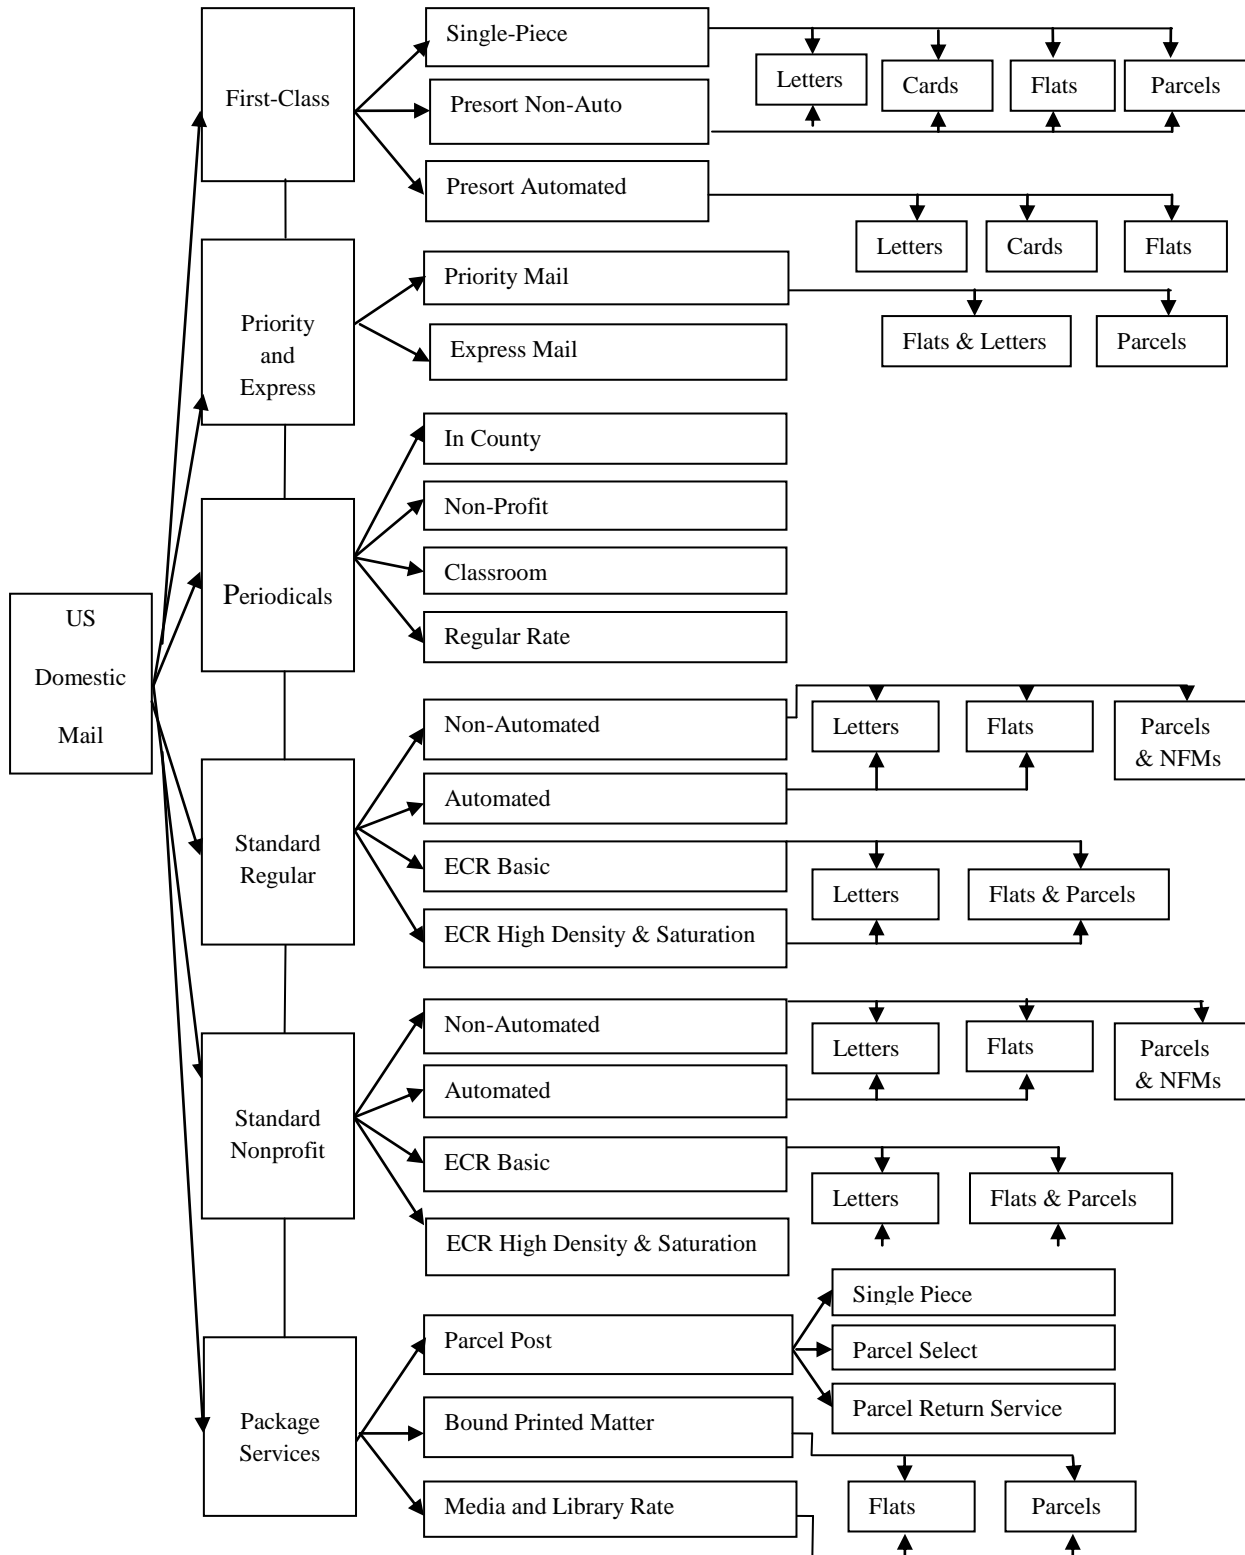 Single-Piece
Letters
Cards
Flats
Parcels
First-Class
Presort Non-Auto
Presort Automated
Letters
Cards
Flats
Priority
and
Express
Priority Mail
Flats & Letters
Parcels
Express Mail
In County
Non-Profit
Periodicals
Classroom
Regular Rate
US
Domestic
Mail
Non-Automated
Letters
Flats
Parcels
& NFMs
Automated
Standard
Regular
ECR Basic
Letters
Flats & Parcels
ECR High Density & Saturation
Non-Automated
Letters
Flats
Parcels
& NFMs
Automated
Standard
Nonprofit
ECR Basic
Letters
Flats & Parcels
ECR High Density & Saturation
Single Piece
Parcel Post
Parcel Select
Parcel Return Service
Package
Services
Bound Printed Matter
Media and Library Rate
Flats
Parcels